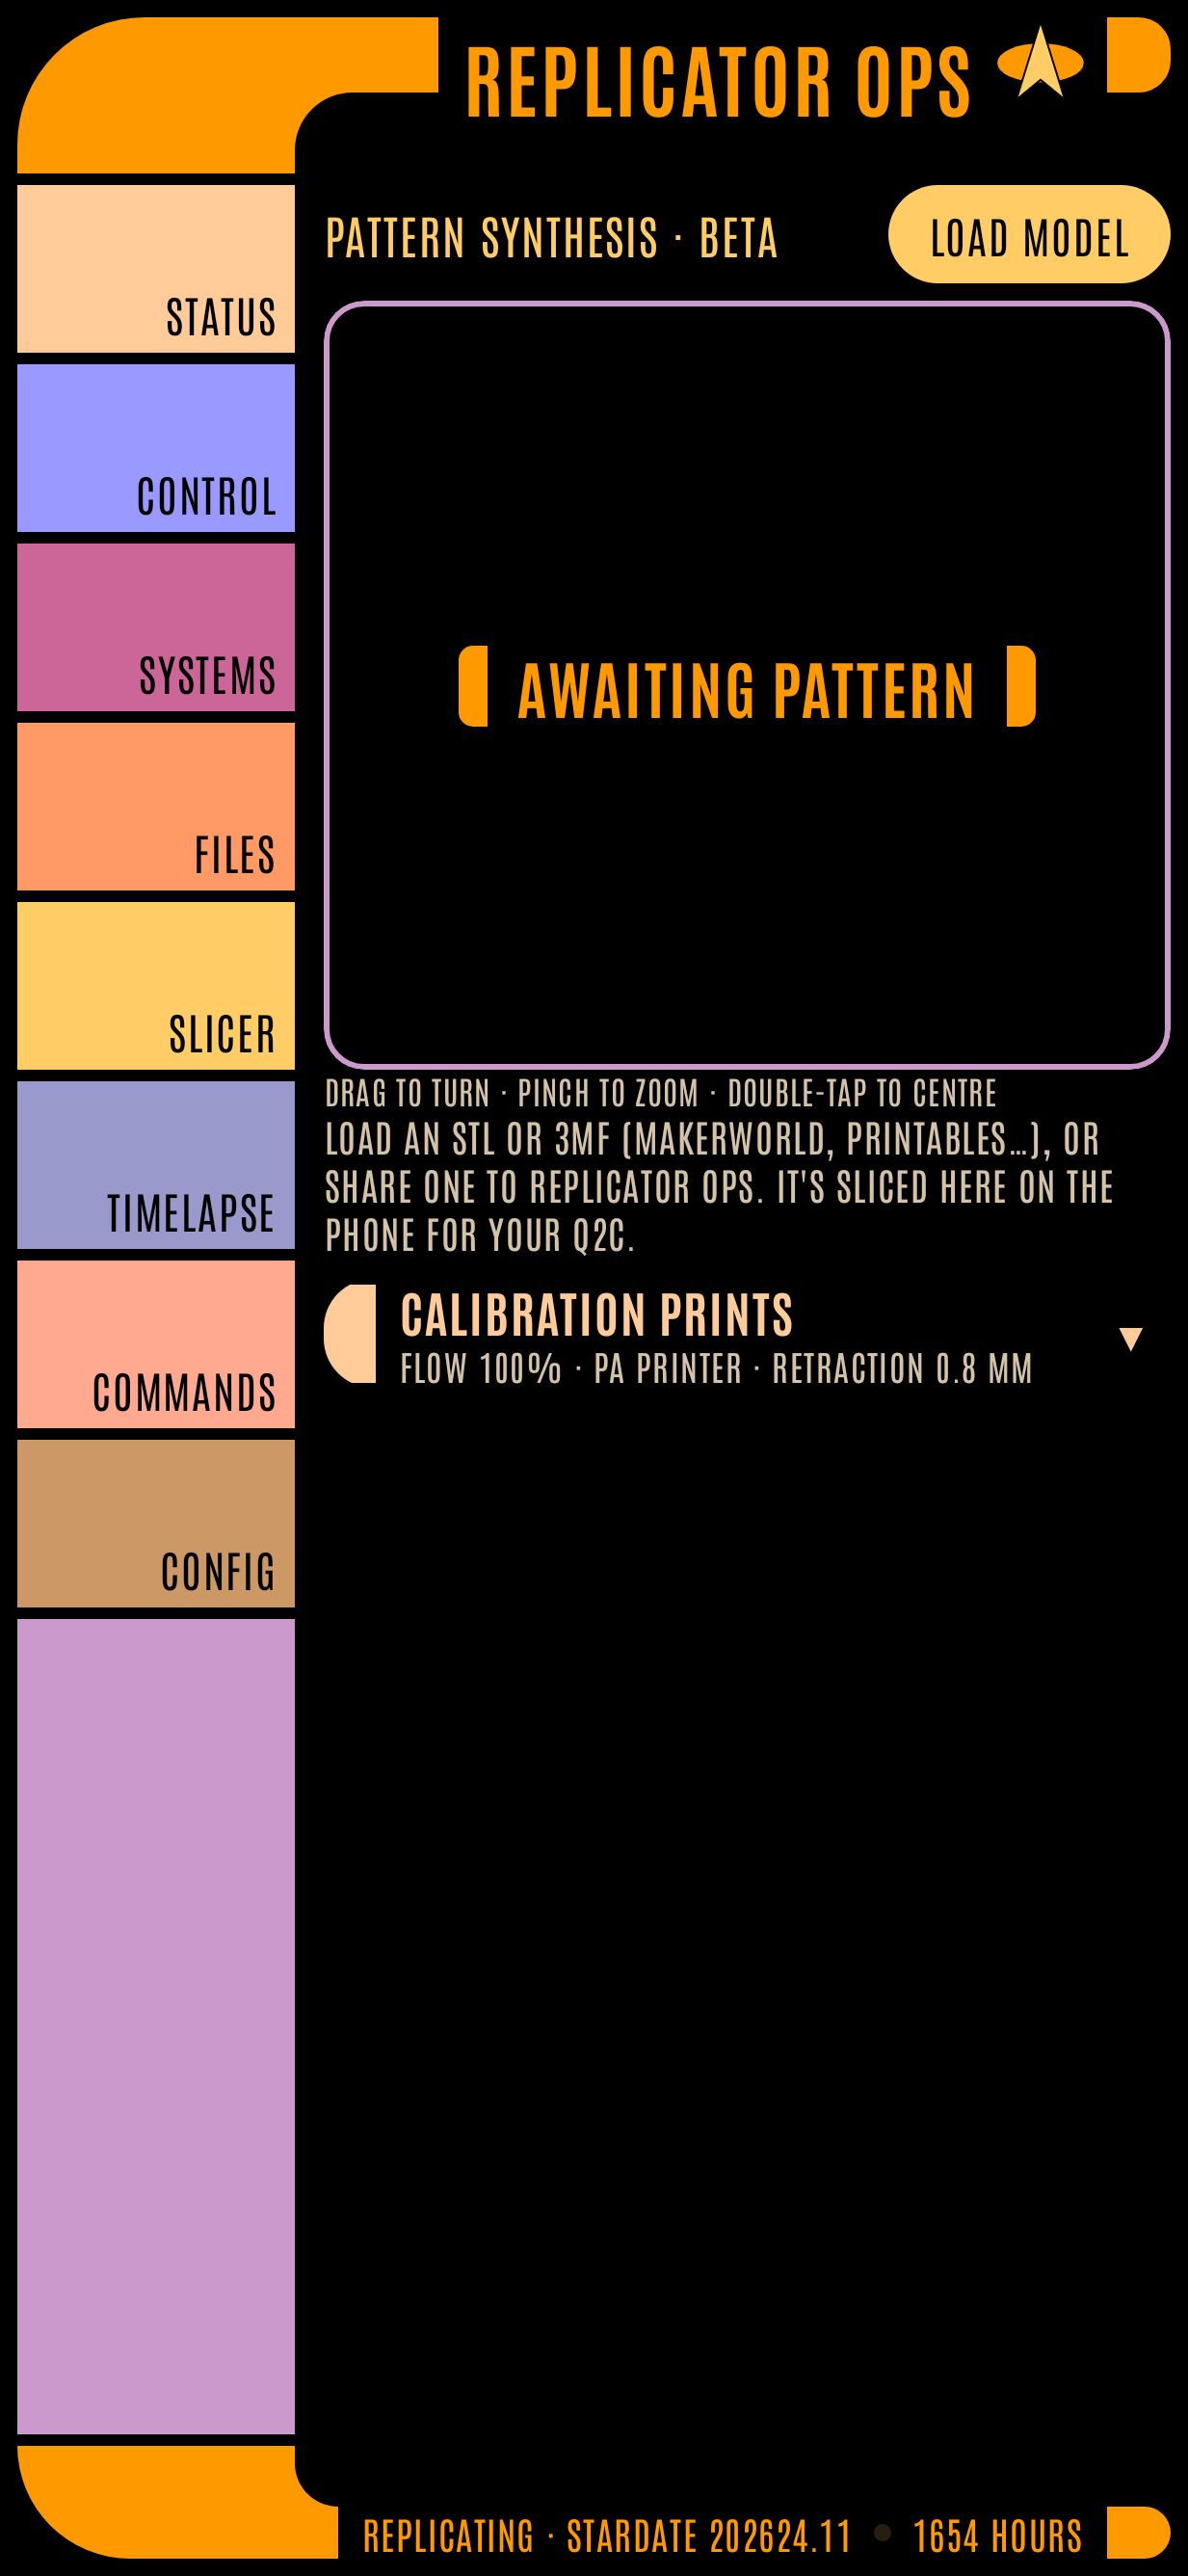 REPLICATOR OPS
PATTERN SYNTHESIS · BETA
LOAD MODEL
STATUS
CONTROL
SYSTEMS
FILES
SLICER
TIMELAPSE
COMMANDS
CONFIG
AWAITING PATTERN
DRAG TO TURN · PINCH TO ZOOM · DOUBLE-TAP TO CENTRE
LOAD AN STL OR 3MF (MAKERWORLD, PRINTABLES…), OR
SHARE ONE TO REPLICATOR OPS. IT'S SLICED HERE ON THE
PHONE FOR YOUR Q2C.
CALIBRATION PRINTS
▼
FLOW 100% · PA PRINTER · RETRACTION 0.8 MM
REPLICATING · STARDATE 202624.11 ● 1654 HOURS